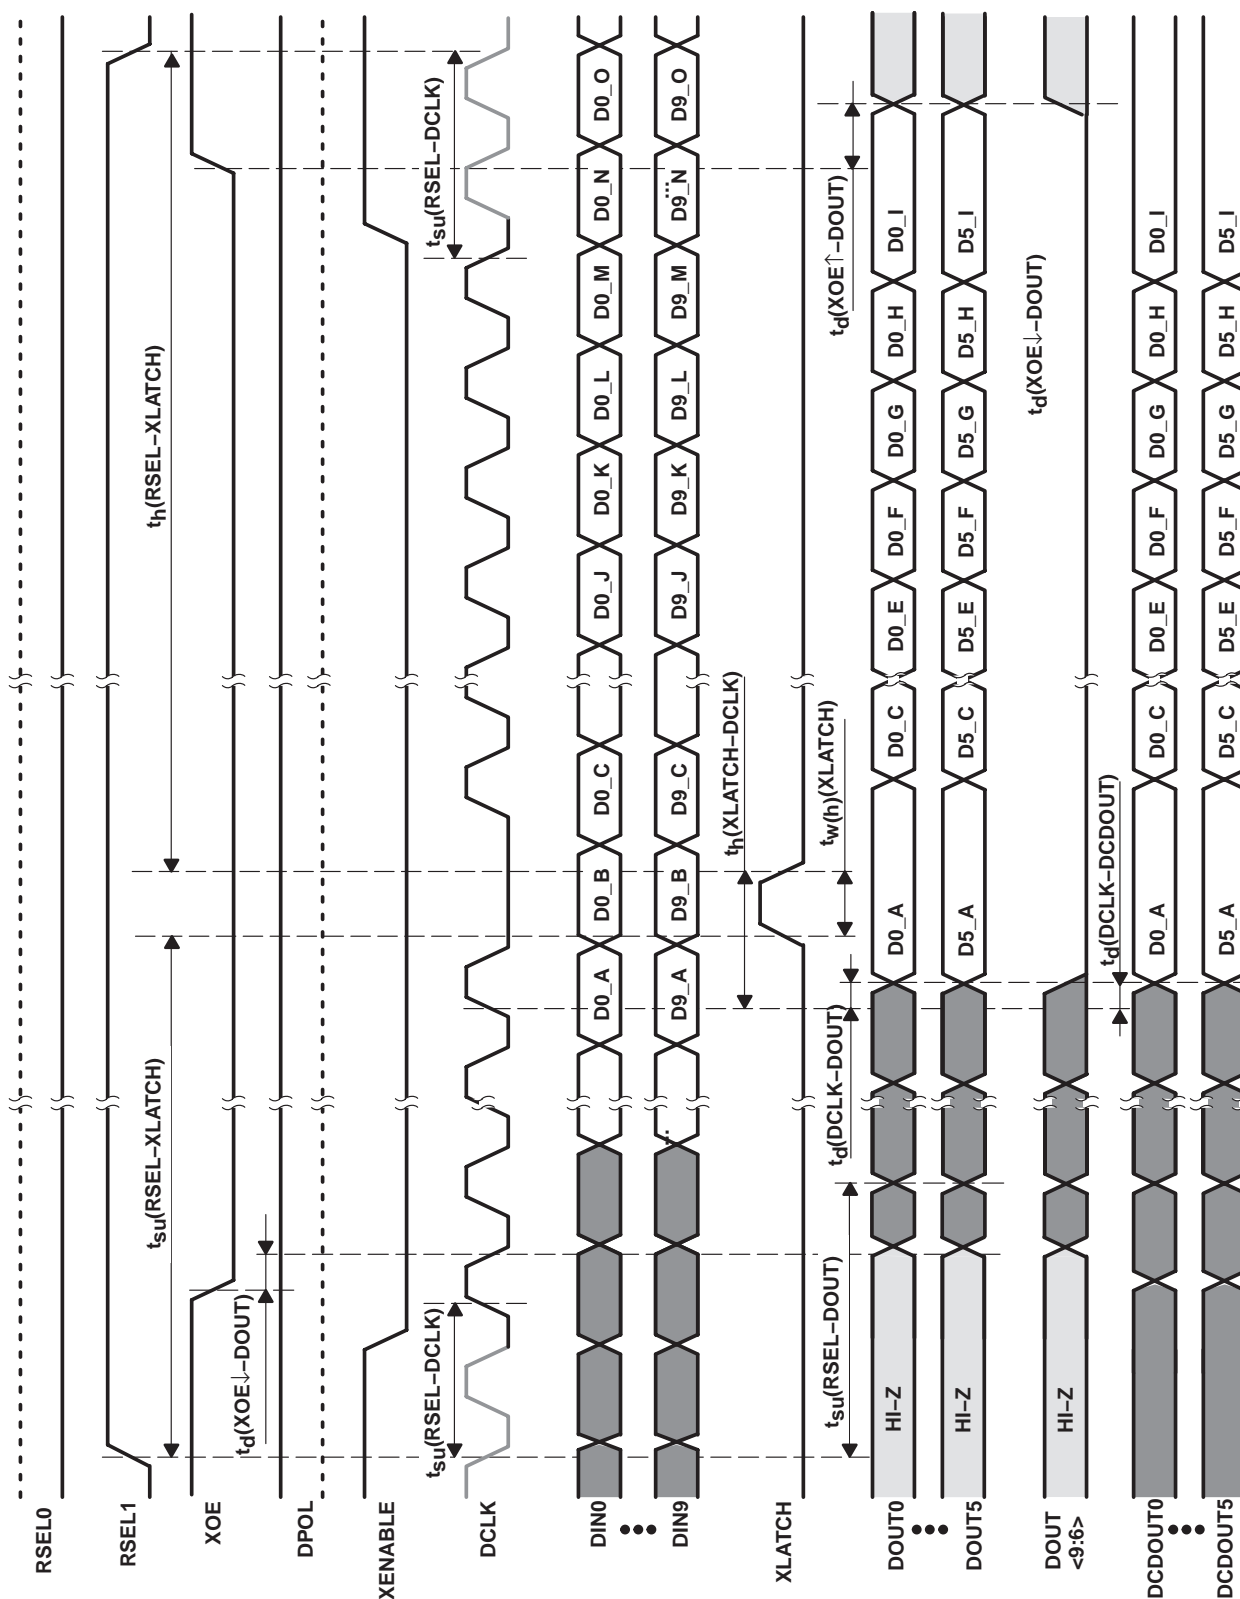 RSEL0
RSEL1
tsu(RSEL–XLATCH)
th(RSEL–XLATCH)
XOE
td(XOE↓–DOUT)
DPOL
XENABLE
tsu(RSEL–DCLK)
tsu(RSEL–DCLK)
DCLK
DIN0
D0_A D0_B D0_C D0_J D0_K D0_L D0_M D0_N D0_O
DIN9
D9_A D9_B D9_C D9_J D9_K D9_L D9_M D9_N D9_O
th(XLATCH–DCLK)
XLATCH
tw(h)(XLATCH)
tsu(RSEL–DOUT)
td(DCLK–DOUT)
td(XOE↑–DOUT)
DOUT0
HI–Z D0_A D0_C D0_E D0_F D0_G D0_H D0_I
DOUT5
HI–Z D5_A D5_C D5_E D5_F D5_G D5_H D5_I
td(XOE↓–DOUT)
DOUT
<9:6>
HI–Z
td(DCLK–DCDOUT)
DCDOUT0
D0_A D0_C D0_E D0_F D0_G D0_H D0_I
DCDOUT5
D5_A D5_C D5_E D5_F D5_G D5_H D5_I